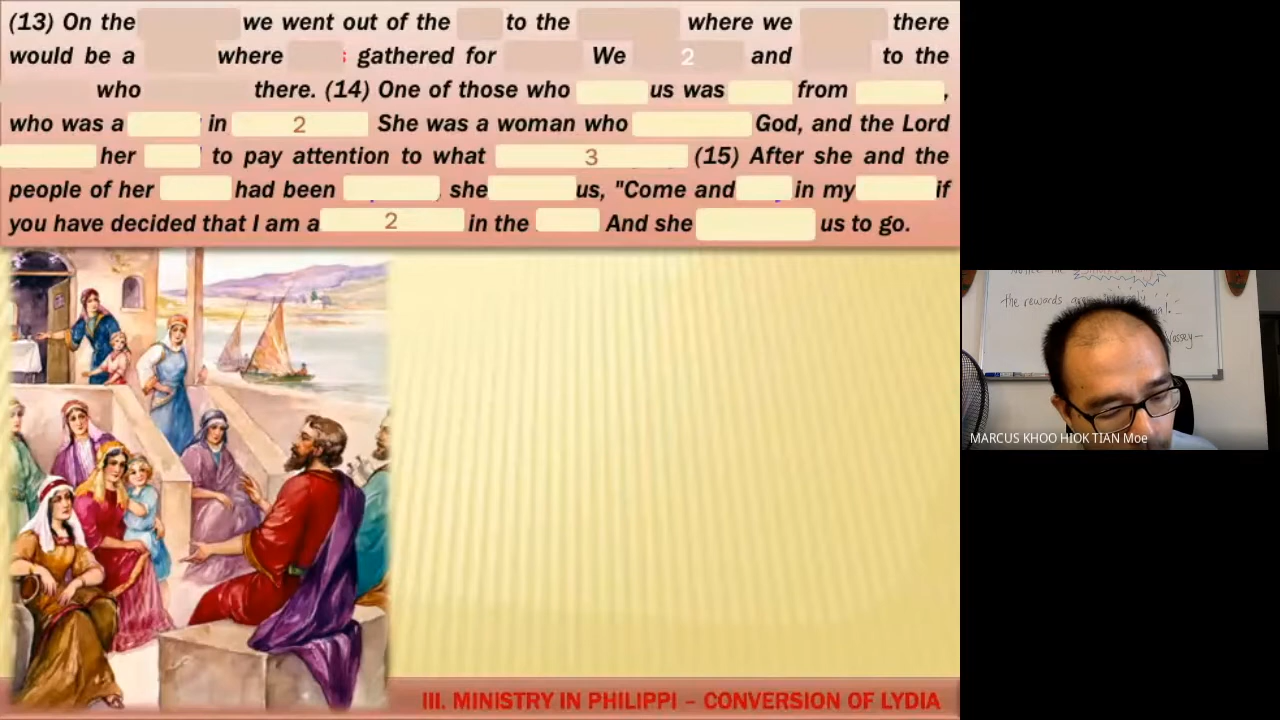 (13) On the we went out of the to the where we there
would be a where s gathered for We 2 and to the
who there. (14) One of those who us was from ,
who was a in 2 She was a woman who God, and the Lord
her to pay attention to what 3 (15) After she and the
people of her had been she us, "Come and in my if
you have decided that I am a 2 in the And she us to go.
the rewards
Vassey—
MARCUS KHOO HIOK TIAN Moe
III. MINISTRY IN PHILIPPI – CONVERSION OF LYDIA